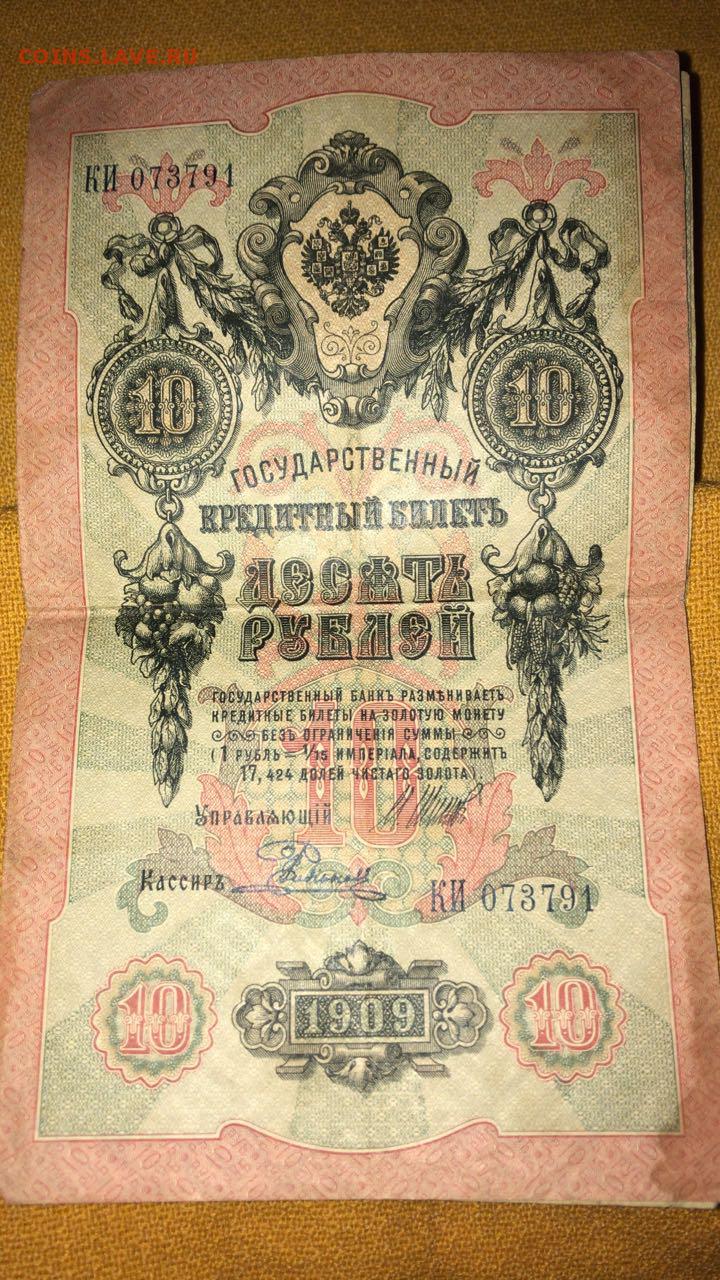 COINS.LAVE.RU
КИ 073791
10
10
ГОСУДАРСТВЕННЫЙ
КРЕДИТНЫЙ БИЛЕТЪ
ДЕСЯТЬ
РУБЛЕЙ
ГОСУДАРСТВЕННЫЙ БАНКЪ РАЗМѢНИВАЕТЪ
КРЕДИТНЫЕ БИЛЕТЫ НА ЗОЛОТУЮ МОНЕТУ
БЕЗЪ ОГРАНИЧЕНІЯ СУММЫ
(1 РУБЛЬ = 1/15 ИМПЕРІАЛА, СОДЕРЖИТЪ
17,424 ДОЛЕЙ ЧИСТАГО ЗОЛОТА).
10
УПРАВЛЯЮЩІЙ
КАССИРЪ
КИ 073791
10
1909
10